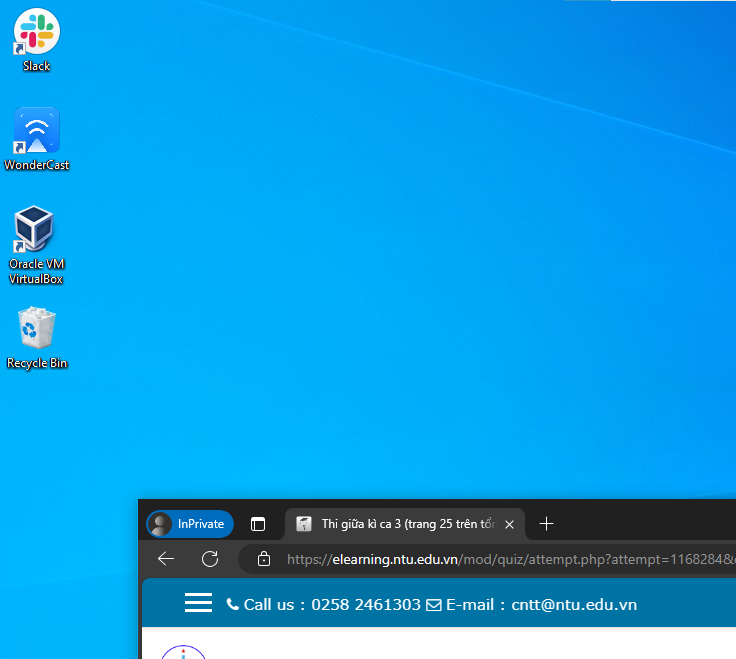 Slack
WonderCast
Oracle VM
VirtualBox
Recycle Bin
InPrivate
Thi giữa kì ca 3 (trang 25 trên tổn
https://elearning.ntu.edu.vn/mod/quiz/attempt.php?attempt=1168284&
Call us : 0258 2461303 E-mail : cntt@ntu.edu.vn